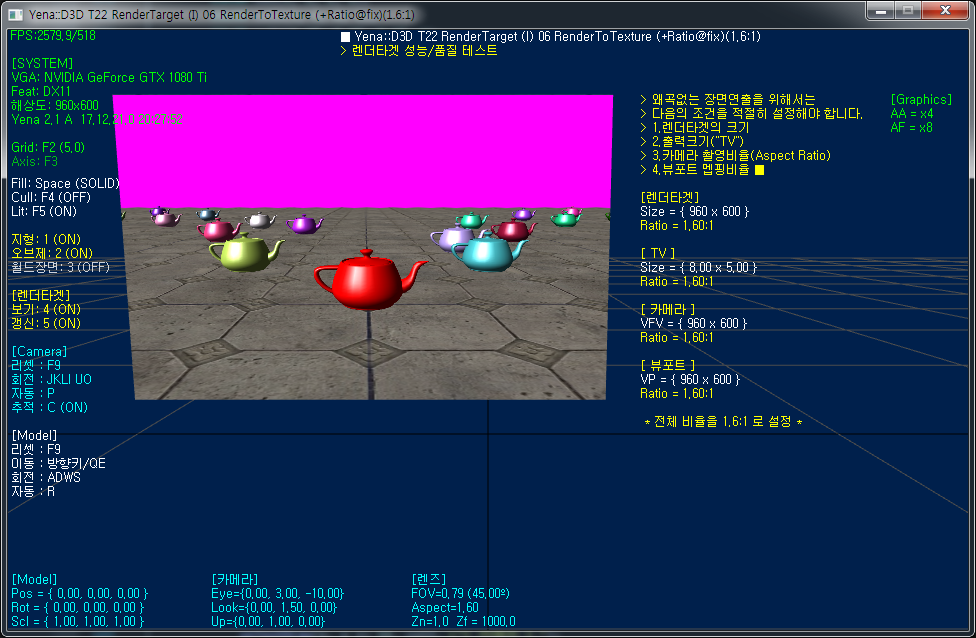 Yena::D3D T22 RenderTarget (I) 06 RenderToTexture (+Ratio@fix)(1.6:1)
FPS:2579.9/518
■ Yena::D3D T22 RenderTarget (I) 06 RenderToTexture (+Ratio@fix)(1.6:1)
> 렌더타겟 성능/품질 테스트
[SYSTEM]
VGA: NVIDIA GeForce GTX 1080 Ti
Feat: DX11
해상도: 960x600
Yena 2.1 A 17.12.21.0 20:27:52
Grid: F2 (5.0)
Axis: F3
Fill: Space (SOLID)
Cull: F4 (OFF)
Lit: F5 (ON)
지형: 1 (ON)
오브제: 2 (ON)
월드장면: 3 (OFF)
[렌더타겟]
보기: 4 (ON)
갱신: 5 (ON)
[Camera]
리셋 : F9
회전 : JKLI UO
자동 : P
추적 : C (ON)
[Model]
리셋 : F9
이동 : 방향키/QE
회전 : ADWS
자동 : R
> 왜곡없는 장면연출을 위해서는
> 다음의 조건을 적절히 설정해야 합니다.
> 1.렌더타겟의 크기
> 2.출력크기("TV")
> 3.카메라 촬영비율(Aspect Ratio)
> 4.뷰포트 멥핑비율 ■
[렌더타겟]
Size = { 960 x 600 }
Ratio = 1.60:1
[ TV ]
Size = { 8.00 x 5.00 }
Ratio = 1.60:1
[ 카메라 ]
VFV = { 960 x 600 }
Ratio = 1.60:1
[ 뷰포트 ]
VP = { 960 x 600 }
Ratio = 1.60:1
* 전체 비율을 1.6:1 로 설정 *
[Graphics]
AA = x4
AF = x8
[Model]
Pos = { 0.00, 0.00, 0.00 }
Rot = { 0.00, 0.00, 0.00 }
Scl = { 1.00, 1.00, 1.00 }
[카메라]
Eye={0.00, 3.00, -10.00}
Look={0.00, 1.50, 0.00}
Up={0.00, 1.00, 0.00}
[렌즈]
FOV=0.79 (45.00º)
Aspect=1.60
Zn=1.0 Zf = 1000.0